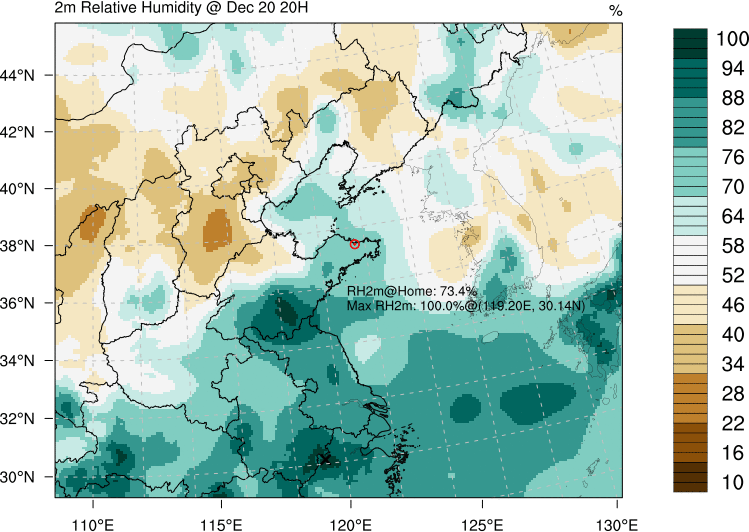 2m Relative Humidity @ Dec 20 20H
%
44°N
42°N
40°N
38°N
36°N
34°N
32°N
30°N
RH2m@Home: 73.4%
Max RH2m: 100.0%@(119.20E, 30.14N)
110°E
115°E
120°E
125°E
130°E
100
94
88
82
76
70
64
58
52
46
40
34
28
22
16
10